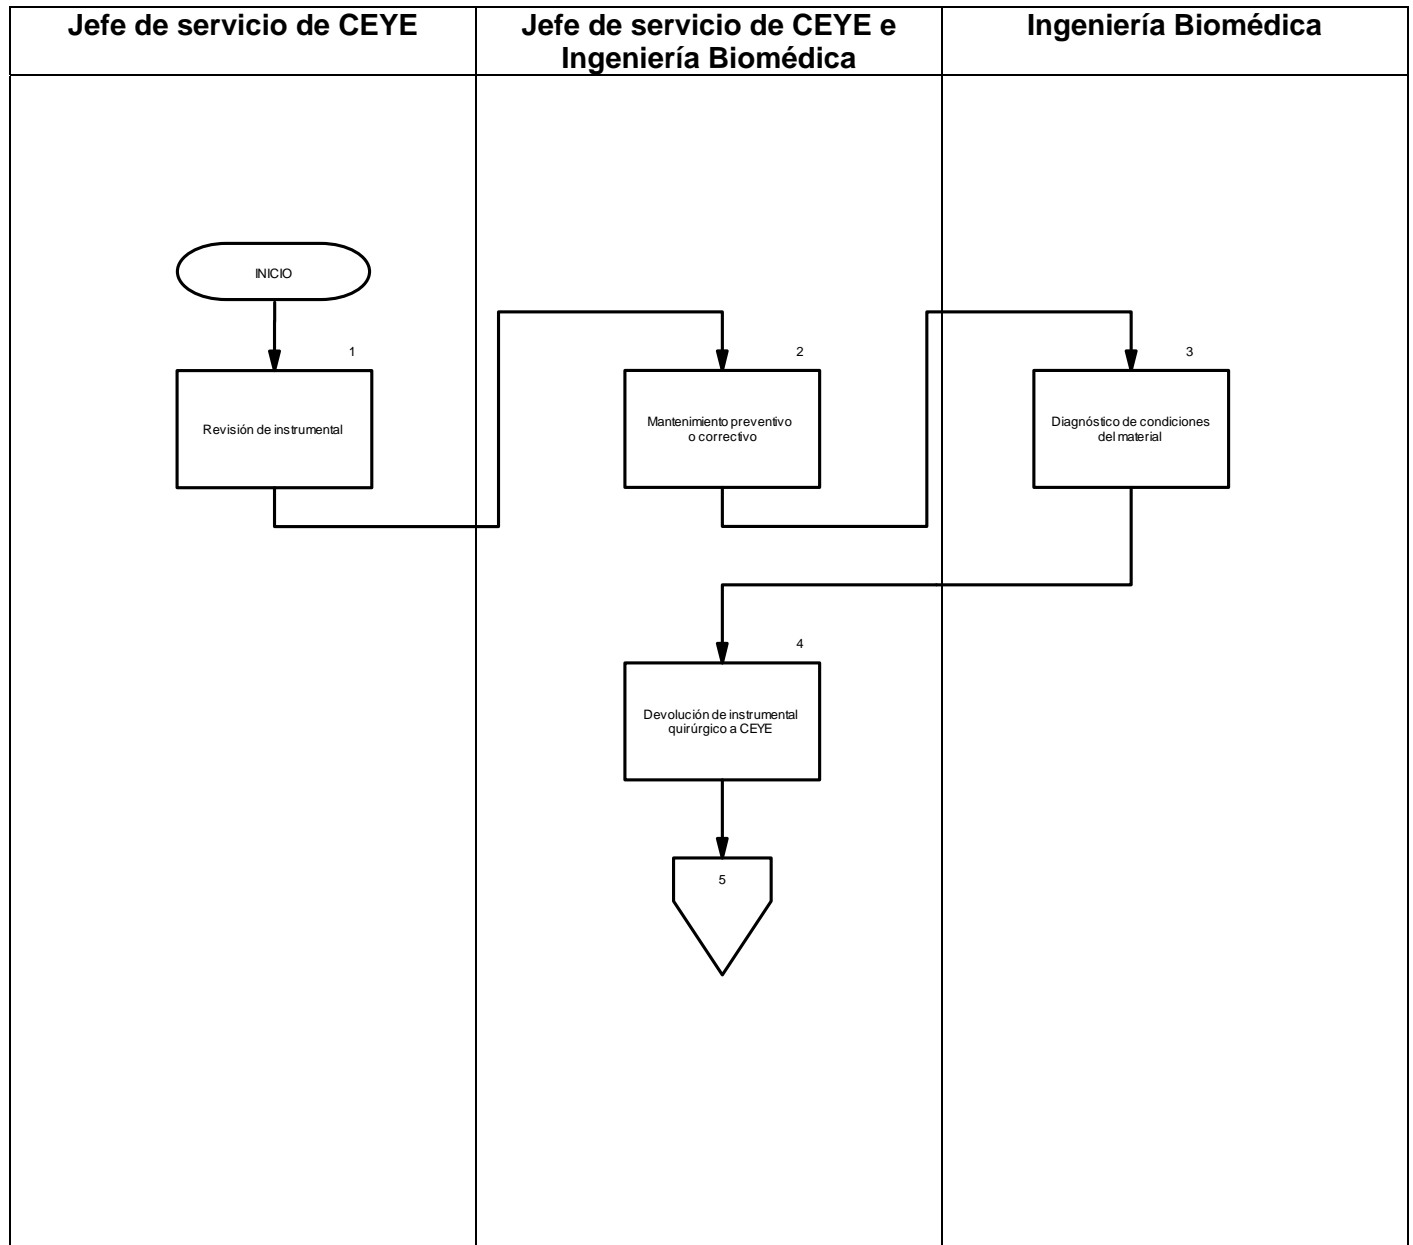 Jefe de servicio de CEYE
Jefe de servicio de CEYE e
Ingeniería Biomédica
Ingeniería Biomédica
INICIO
1
Revisión de instrumental
2
Mantenimiento preventivo
o correctivo
3
Diagnóstico de condiciones
del material
4
Devolución de instrumental
quirúrgico a CEYE
5